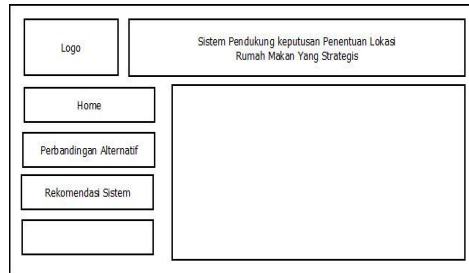 Logo
Sistem Pendukung keputusan Penentuan Lokasi
Rumah Makan Yang Strategis
Home
Perbandingan Alternatif
Rekomendasi Sistem